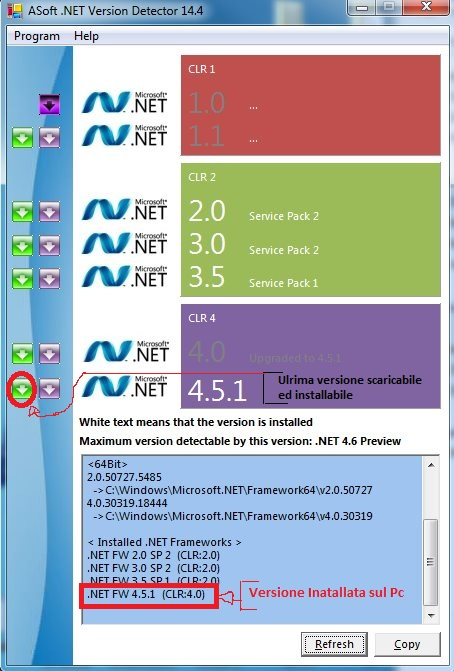 ASoft .NET Version Detector 14.4
Program Help
CLR 1
Microsoft® .NET 1.0 ...
Microsoft® .NET 1.1 ...
CLR 2
Microsoft® .NET 2.0 Service Pack 2
Microsoft® .NET 3.0 Service Pack 2
Microsoft® .NET 3.5 Service Pack 1
CLR 4
Microsoft® .NET 4.0 Upgraded to 4.5.1
Microsoft® .NET 4.5.1
Ulrima versione scaricabile
ed installabile
White text means that the version is installed
Maximum version detectable by this version: .NET 4.6 Preview
<64Bit>
2.0.50727.5485
->C:\Windows\Microsoft.NET\Framework64\v2.0.50727
4.0.30319.18444
->C:\Windows\Microsoft.NET\Framework64\v4.0.30319
< Installed .NET Frameworks >
.NET FW 2.0 SP 2 (CLR:2.0)
.NET FW 3.0 SP 2 (CLR:2.0)
.NET FW 3.5 SP 1 (CLR:2.0)
.NET FW 4.5.1 (CLR:4.0)
Versione Inatallata sul Pc
Refresh Copy